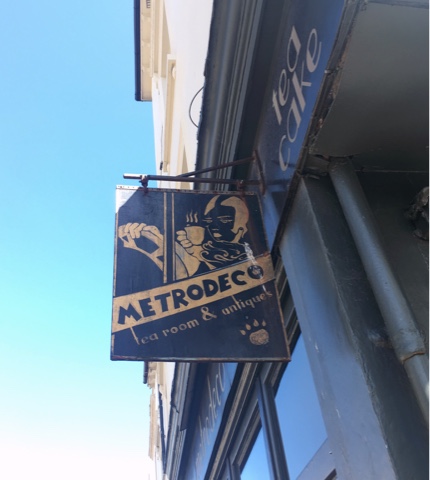 tea
cake
METRODECO
tea room & antiques